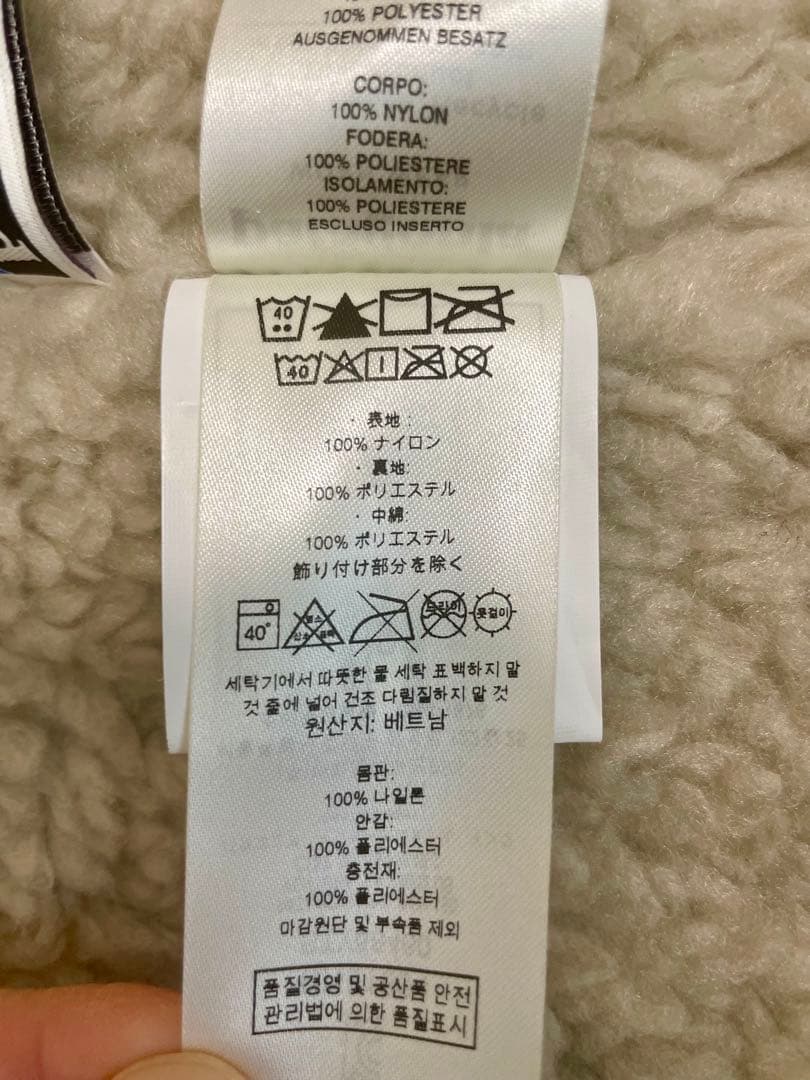 100% POLYESTER
AUSGENOMMEN BESATZ
CORPO:
100% NYLON
FODERA:
100% POLIESTERE
ISOLAMENTO:
100% POLIESTERE
ESCLUSO INSERTO
40
40
・表地:
100% ナイロン
・裏地:
100% ポリエステル
・中綿:
100% ポリエステル
飾り付け部分を除く
40°
드라이
옷걸이
세탁기에서 따뜻한 물 세탁 표백하지 말
것 줄에 널어 건조 다림질하지 말 것
원산지: 베트남
몸판:
100% 나일론
안감:
100% 폴리에스터
충전재:
100% 폴리에스터
마감원단 및 부속품 제외
품질경영 및 공산품 안전
관리법에 의한 품질표시